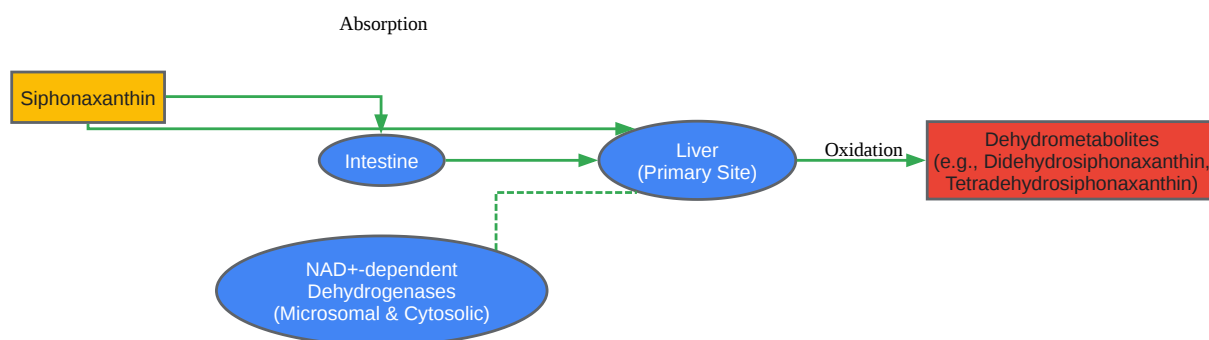 Absorption
Siphonaxanthin
Intestine
Liver
(Primary Site)
Oxidation
Dehydrometabolites
(e.g., Didehydrosiphonaxanthin,
Tetradehydrosiphonaxanthin)
NAD+-dependent
Dehydrogenases
(Microsomal & Cytosolic)